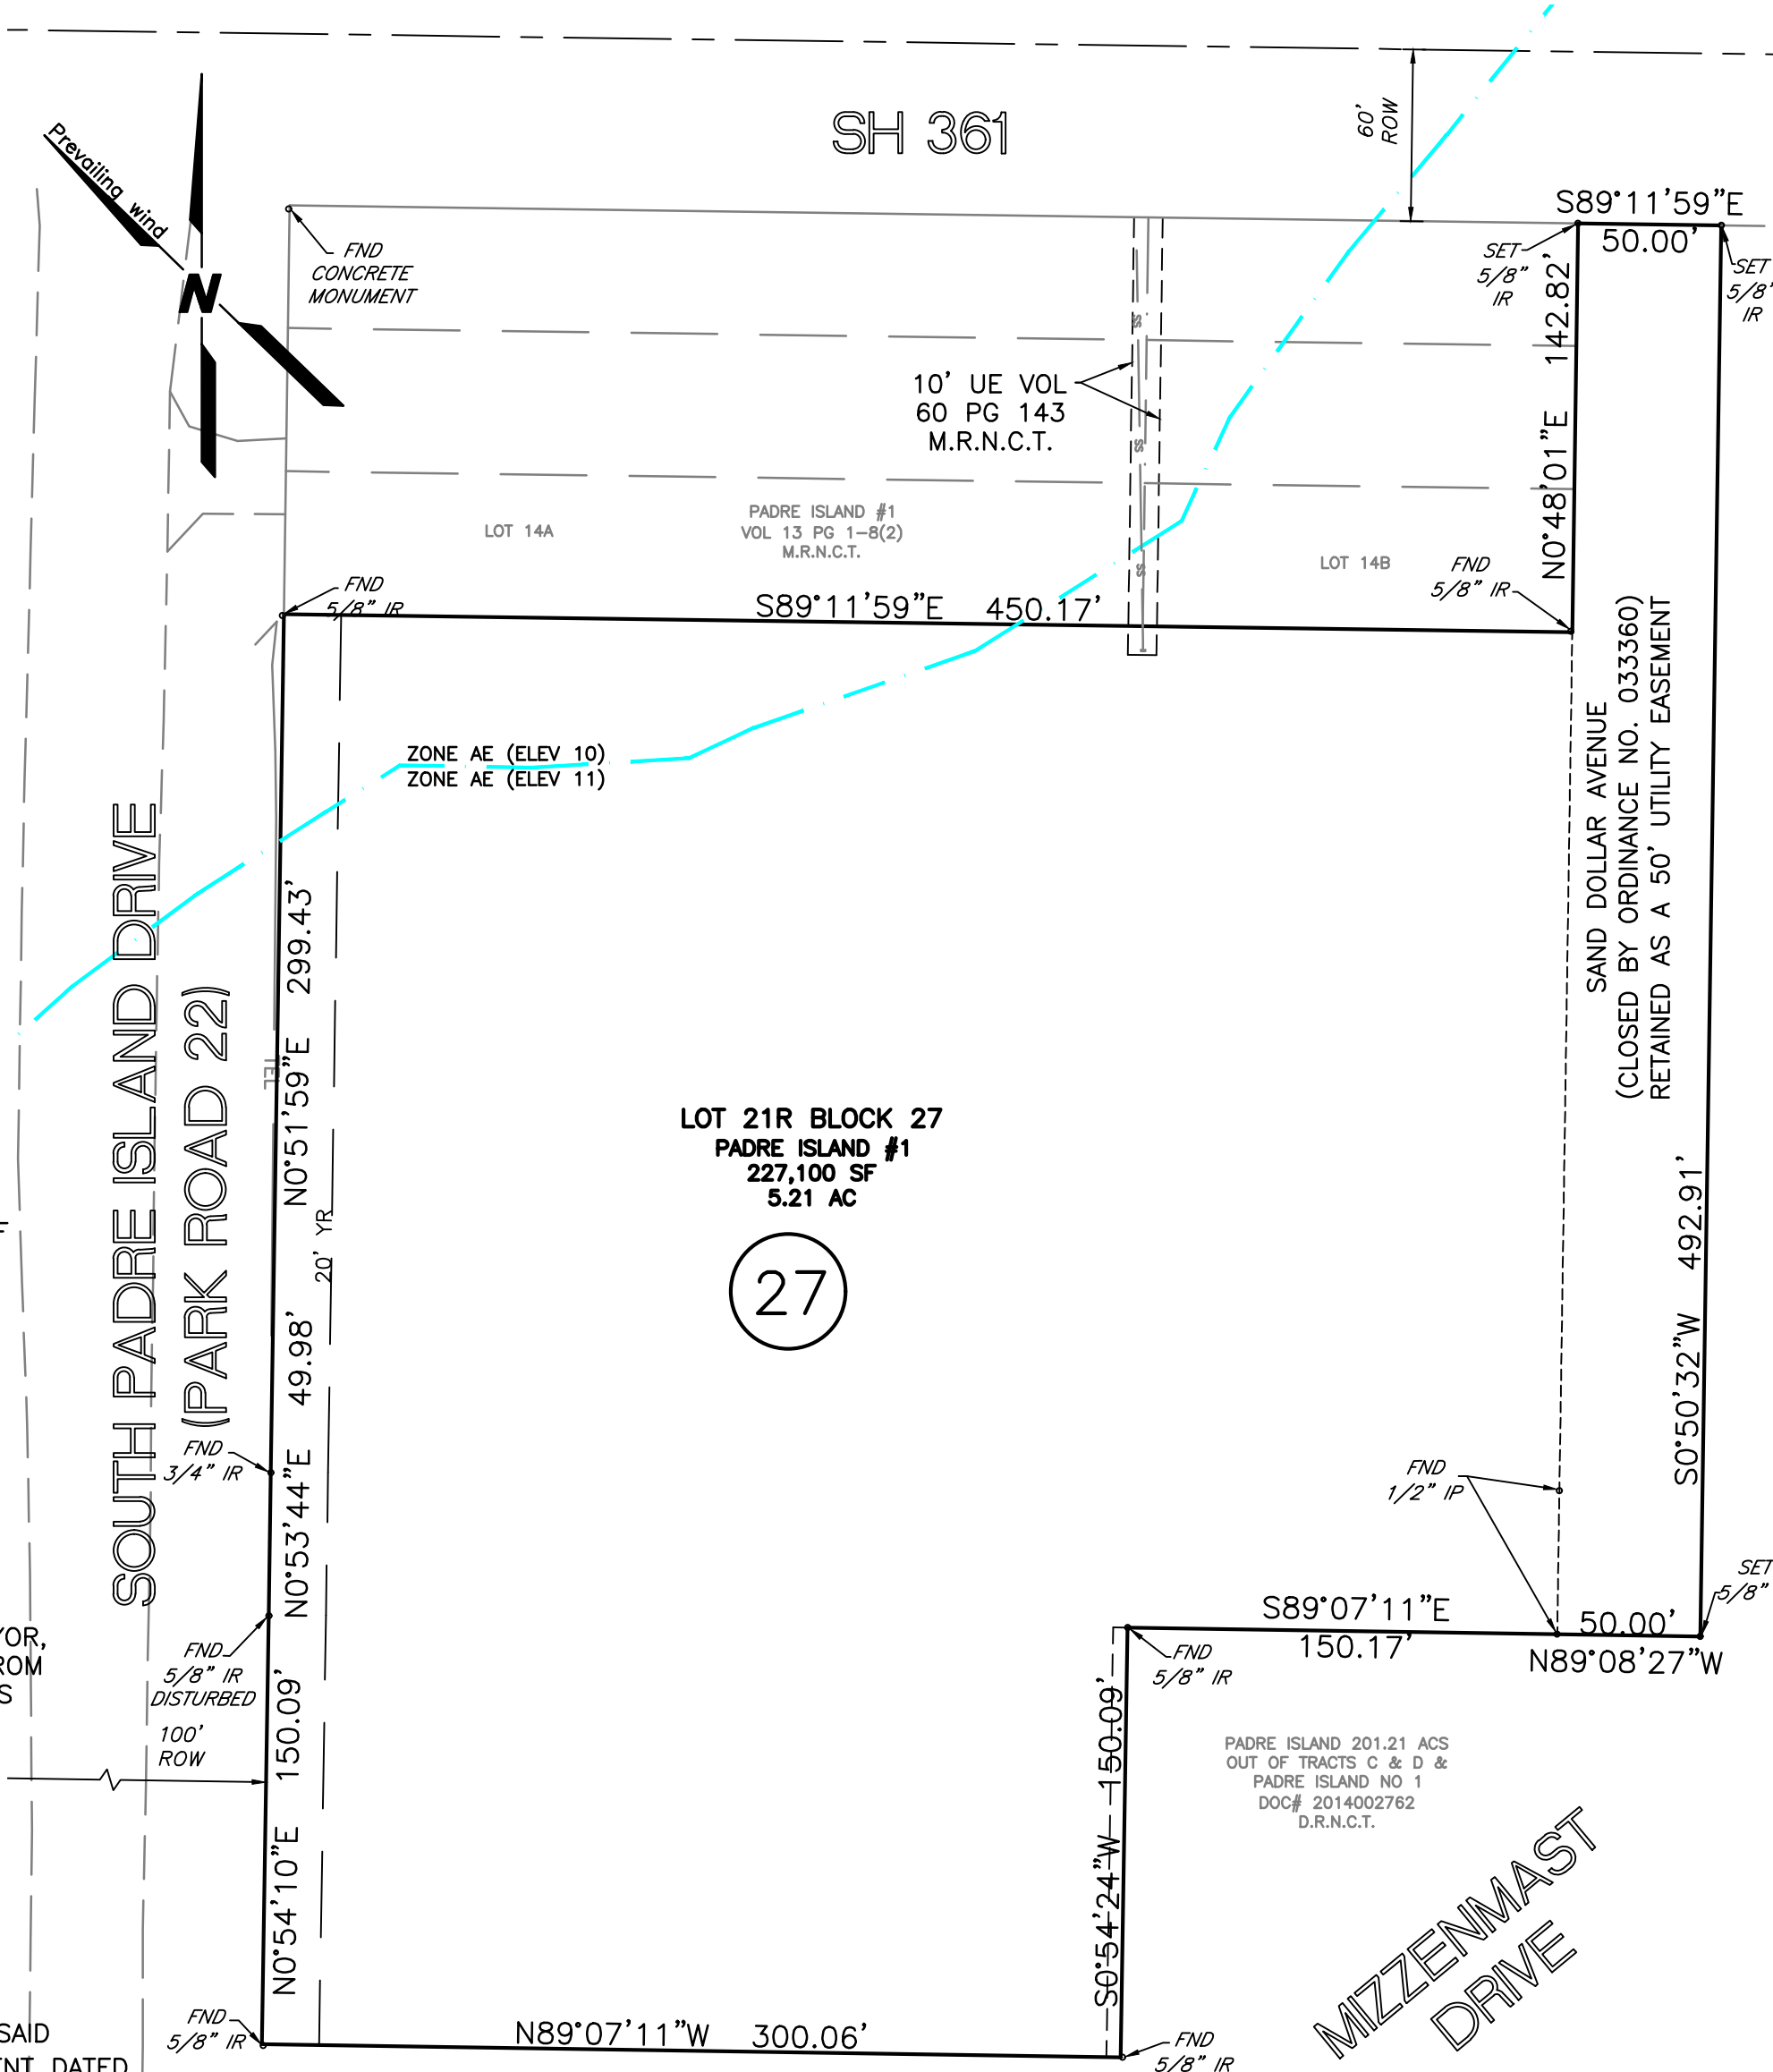 SH 361
60'
ROW
Prevailing wind
N
S89°11'59"E
50.00'
FND
CONCRETE
MONUMENT
SET
5/8"
IR
SET
5/8"
IR
N0°48'01"E 142.82'
10' UE VOL
60 PG 143
M.R.N.C.T.
SS
SS
SS
LOT 14A
PADRE ISLAND #1
VOL 13 PG 1-8(2)
M.R.N.C.T.
LOT 14B
FND
5/8" IR
FND
5/8" IR
S89°11'59"E 450.17'
SAND DOLLAR AVENUE
(CLOSED BY ORDINANCE NO. 033360)
RETAINED AS A 50' UTILITY EASEMENT
ZONE AE (ELEV 10)
ZONE AE (ELEV 11)
SOUTH PADRE ISLAND DRIVE
(PARK ROAD 22)
N0°51'59"E 299.43'
TEL
20' YR
LOT 21R BLOCK 27
PADRE ISLAND #1
227,100 SF
5.21 AC
27
S0°50'32"W 492.91'
N0°53'44"E 49.98'
FND
3/4" IR
FND
1/2" IP
FND
5/8" IR
DISTURBED
100'
ROW
SET
5/8"
S89°07'11"E
150.17'
50.00'
N89°08'27"W
FND
5/8" IR
N0°54'10"E 150.09'
S0°54'24"W 150.09'
PADRE ISLAND 201.21 ACS
OUT OF TRACTS C & D &
PADRE ISLAND NO 1
DOC# 2014002762
D.R.N.C.T.
MIZZENMAST
DRIVE
FND
5/8" IR
N89°07'11"W 300.06'
FND
5/8" IR
YOR,
ROM
S
SAID
ENT DATED